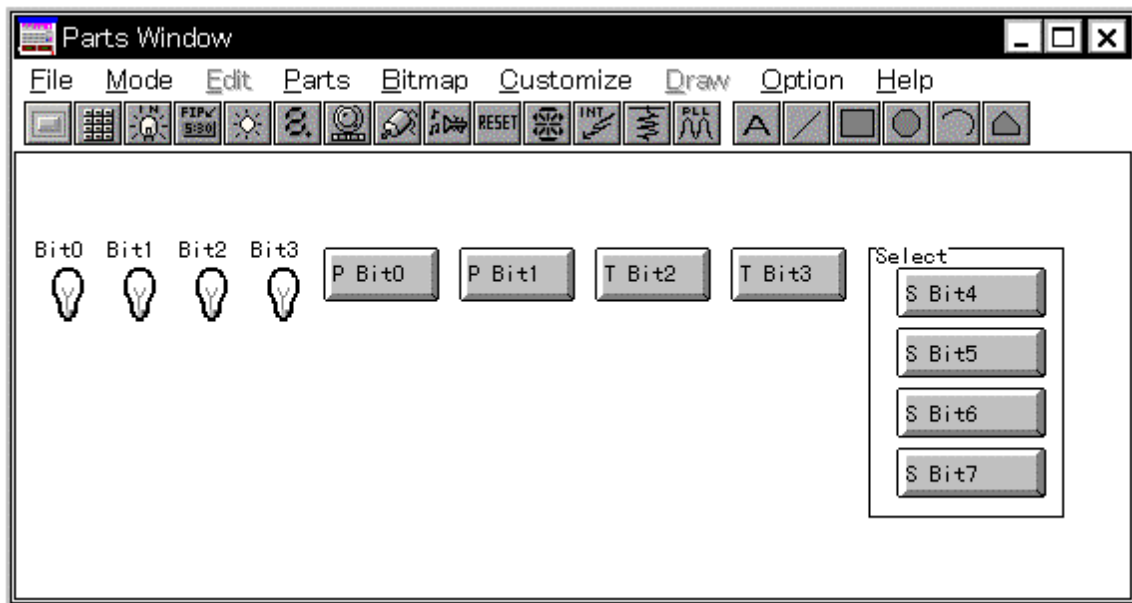 Parts Window
File Mode Edit Parts Bitmap Customize Draw Option Help
IN FIP 5:30 8. RESET INT PLL A
Bit0 Bit1 Bit2 Bit3 P Bit0 P Bit1 T Bit2 T Bit3
Select
S Bit4
S Bit5
S Bit6
S Bit7